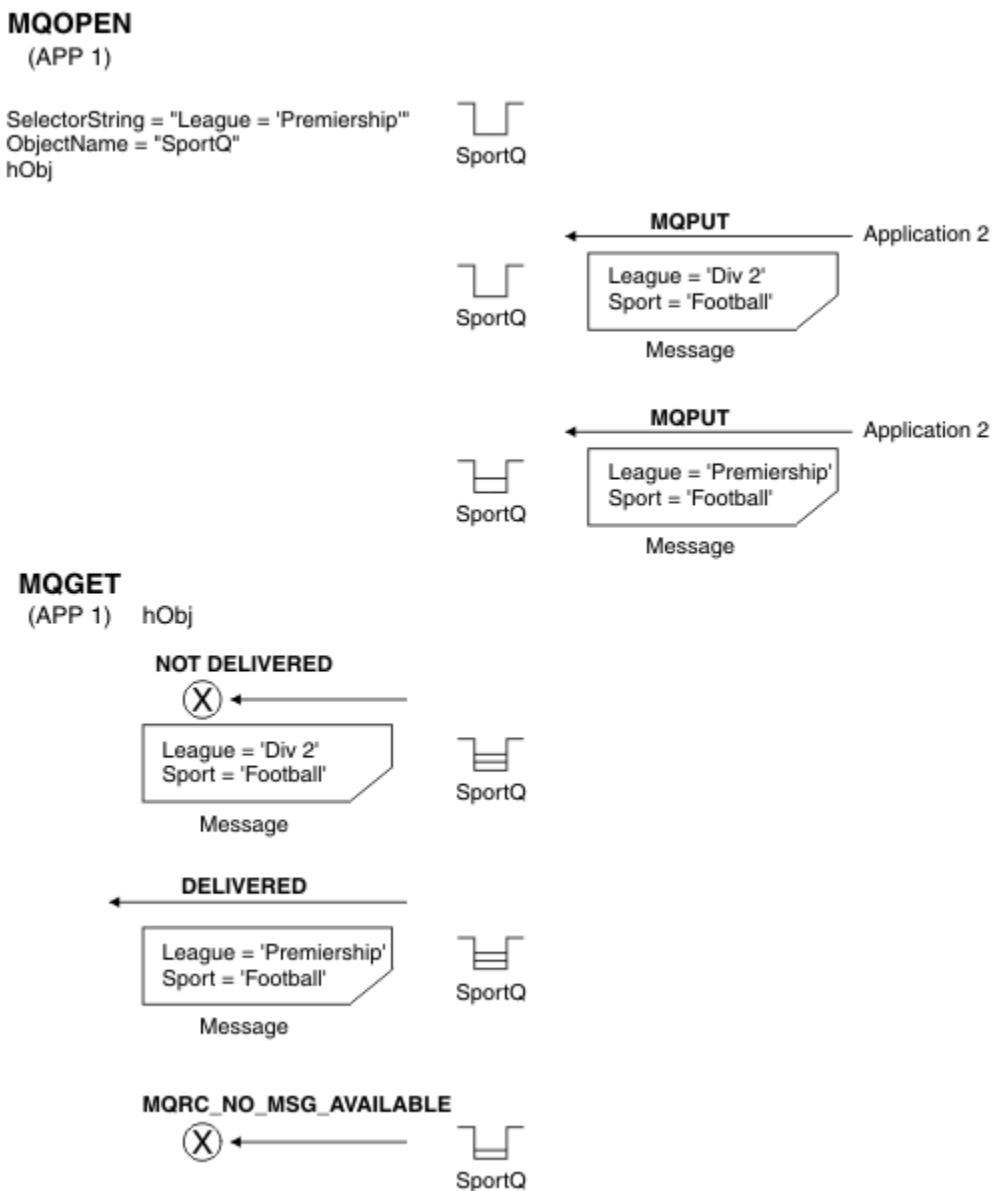 MQOPEN
(APP 1)
SelectorString = "League = 'Premiership'"
ObjectName = "SportQ"
hObj
SportQ
MQPUT
Application 2
League = 'Div 2'
Sport = 'Football'
SportQ
Message
MQPUT
Application 2
League = 'Premiership'
Sport = 'Football'
SportQ
Message
MQGET
(APP 1) hObj
NOT DELIVERED
X
League = 'Div 2'
Sport = 'Football'
SportQ
Message
DELIVERED
League = 'Premiership'
Sport = 'Football'
SportQ
Message
MQRC_NO_MSG_AVAILABLE
X
SportQ